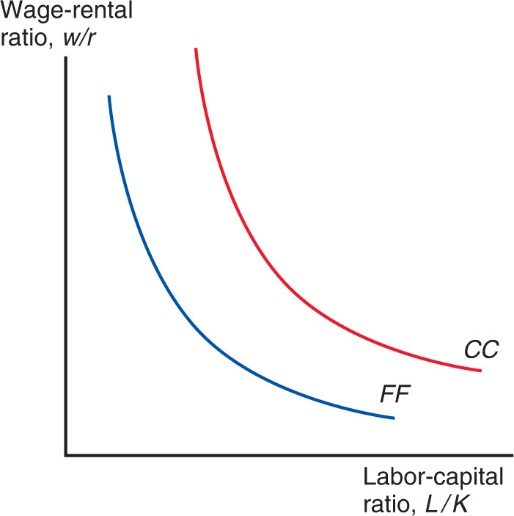 Wage-rental
ratio, w/r
CC
FF
Labor-capital
ratio, L/K